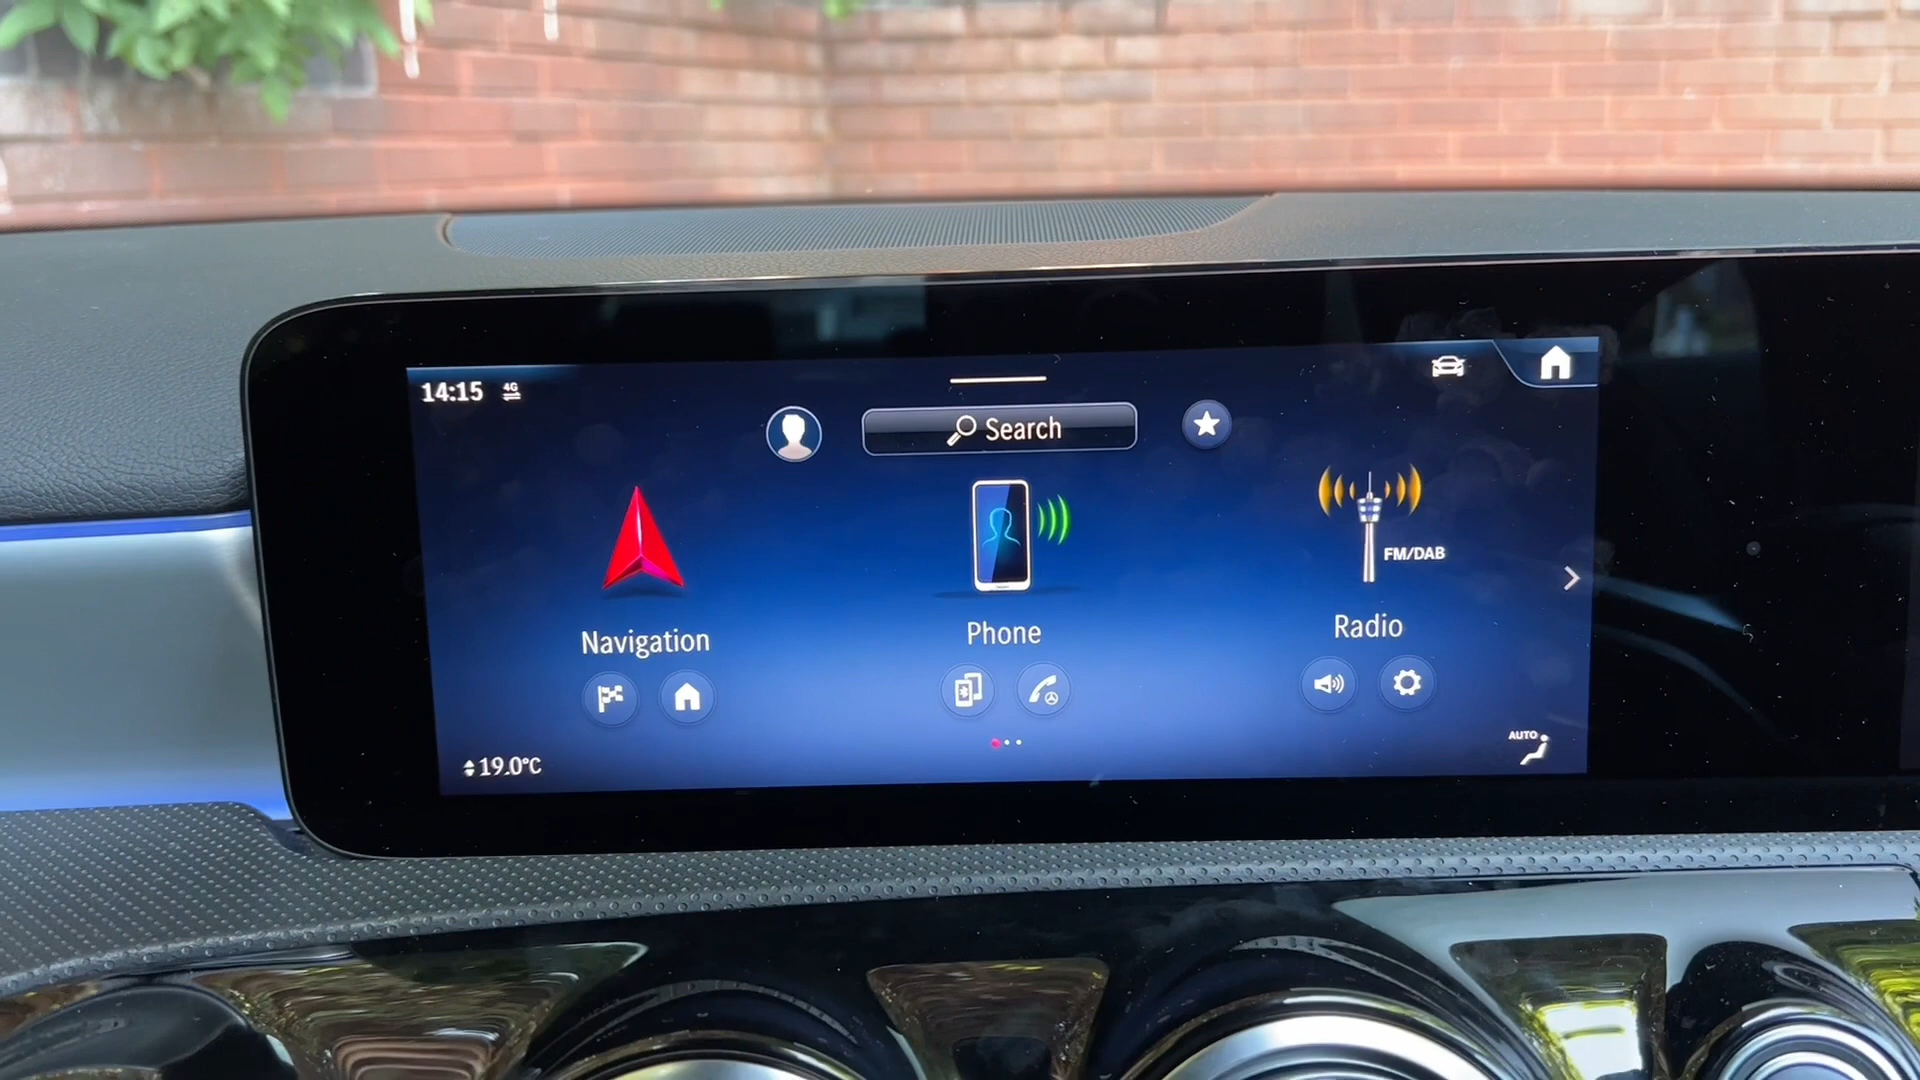 14:15 4G
Search
FM/DAB
Navigation
Phone
Radio
AUTO
19.0°C